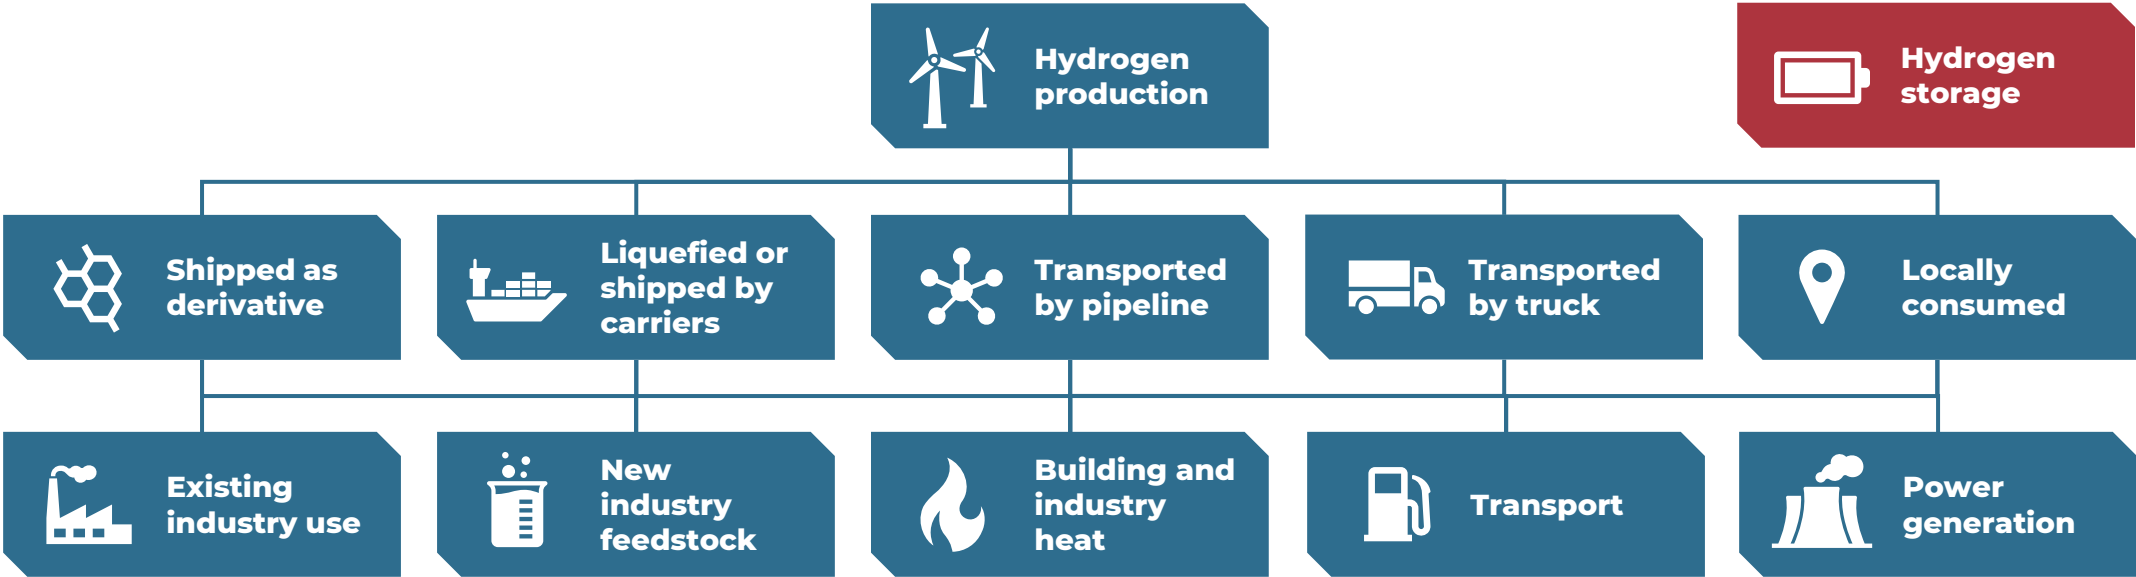 Hydrogen
production
Hydrogen
storage
Shipped as
derivative
Liquefied or
shipped by
carriers
Transported
by pipeline
Transported
by truck
Locally
consumed
Existing
industry use
New
industry
feedstock
Building and
industry
heat
Transport
Power
generation